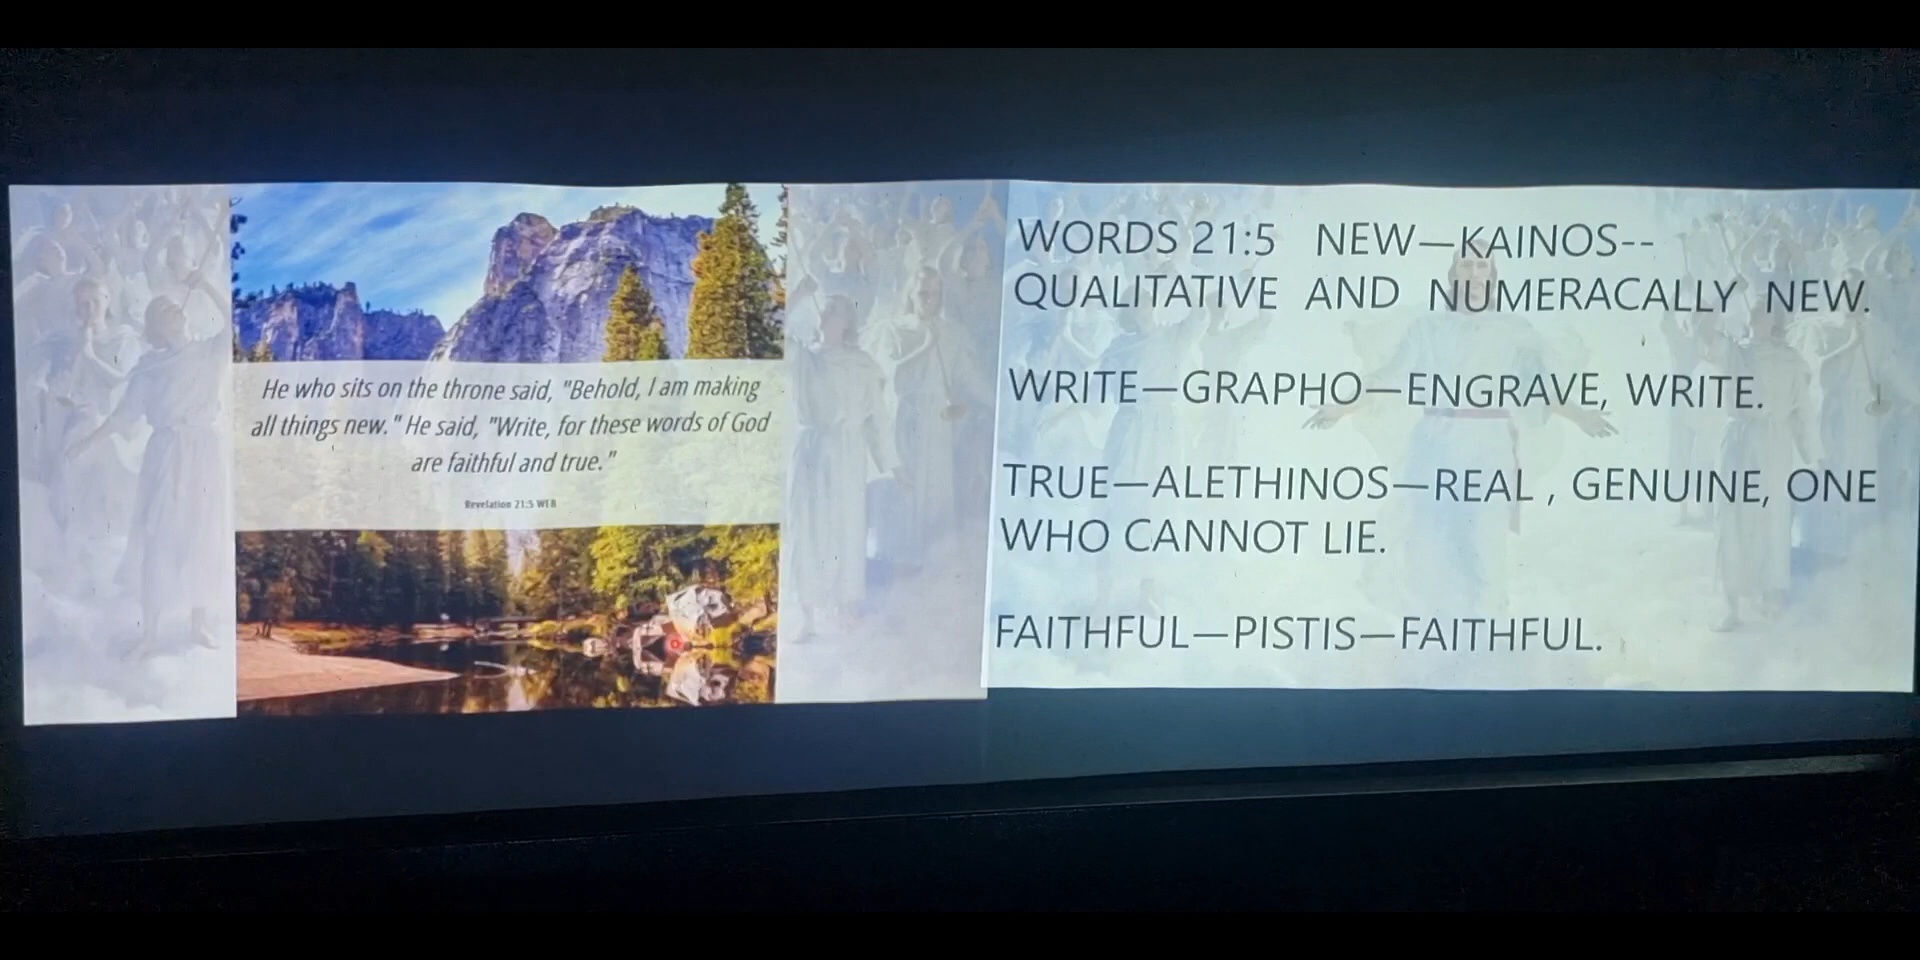 He who sits on the throne said, "Behold, I am making
all things new." He said, "Write, for these words of God
are faithful and true."
Revelation 21:5 WEB
WORDS 21:5 NEW—KAINOS--
QUALITATIVE AND NUMERACALLY NEW.
WRITE—GRAPHO—ENGRAVE, WRITE.
TRUE—ALETHINOS—REAL , GENUINE, ONE
WHO CANNOT LIE.
FAITHFUL—PISTIS—FAITHFUL.